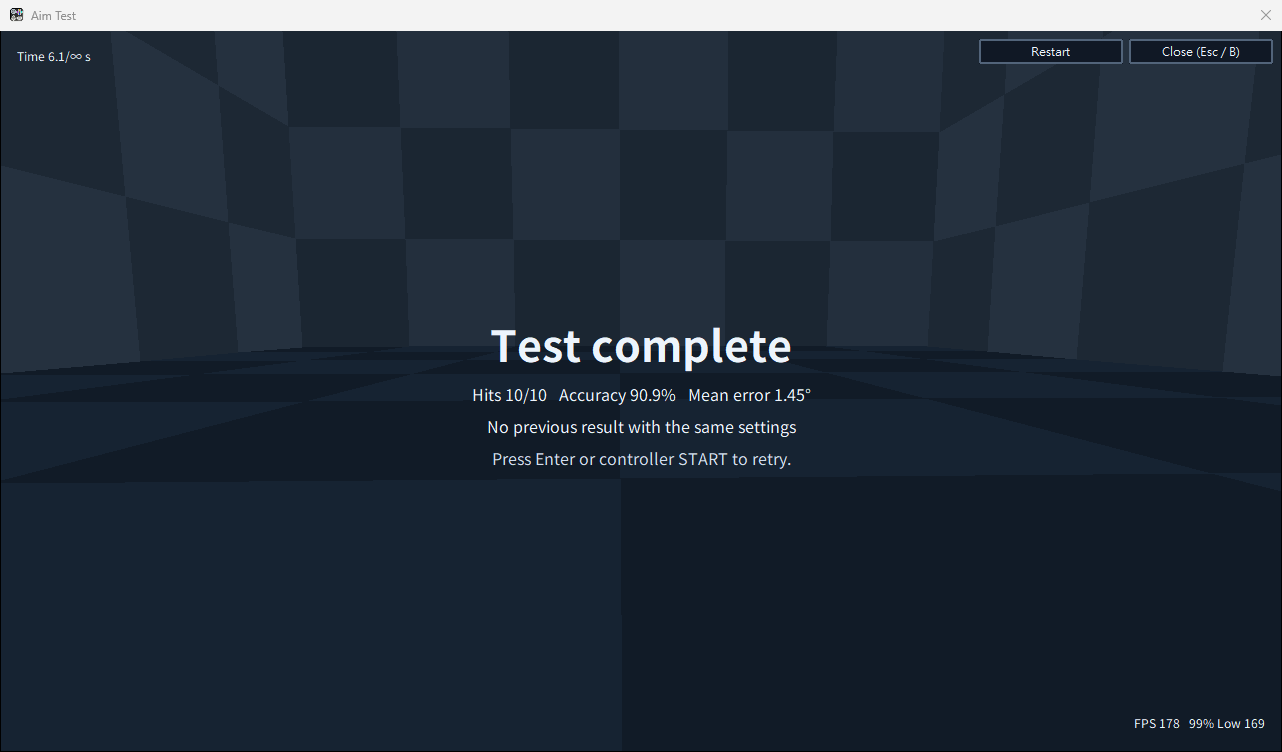 Aim Test
Time 6.1/∞ s
Restart
Close (Esc / B)
Test complete
Hits 10/10 Accuracy 90.9% Mean error 1.45°
No previous result with the same settings
Press Enter or controller START to retry.
FPS 178 99% Low 169